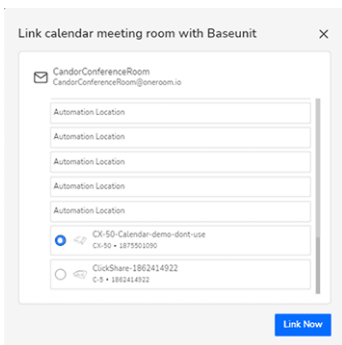 Link calendar meeting room with Baseunit
CandorConferenceRoom
CandorConferenceRoom@oneroom.io
Automation Location
Automation Location
Automation Location
Automation Location
Automation Location
CX-50-Calendar-demo-dont-use
CX-50 • 1875501090
ClickShare-1862414922
C-5 • 1862414922
Link Now